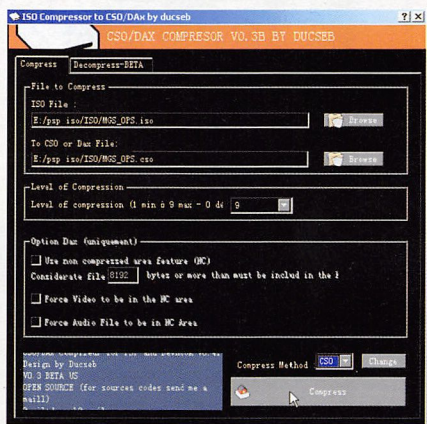 ISO Compressor to CSO/DAx by ducseb
CSO/DAX COMPRESOR V0.3B BY DUCSEB
Compress Decompress-BETA
File to Compress
ISO File :
E:/psp iso/ISO/MGS_OPS.iso Browse
To CSO or Dax File:
E:/psp iso/ISO/MGS_OPS.cso Browse
Level of Compression
Level of compression (1 min à 9 max - 0 dé 9
Option Dax (uniquement)
Use non compressed area feature (NC)
Considerate file 8192 bytes or more than must be includ in the
Force Video to be in the NC area
Force Audio File to be in NC Area
Design by Ducseb
V0.3 BETA US
OPEN SOURCE (for sources codes send me a
maill)
Compress Method CSO Change
Compress